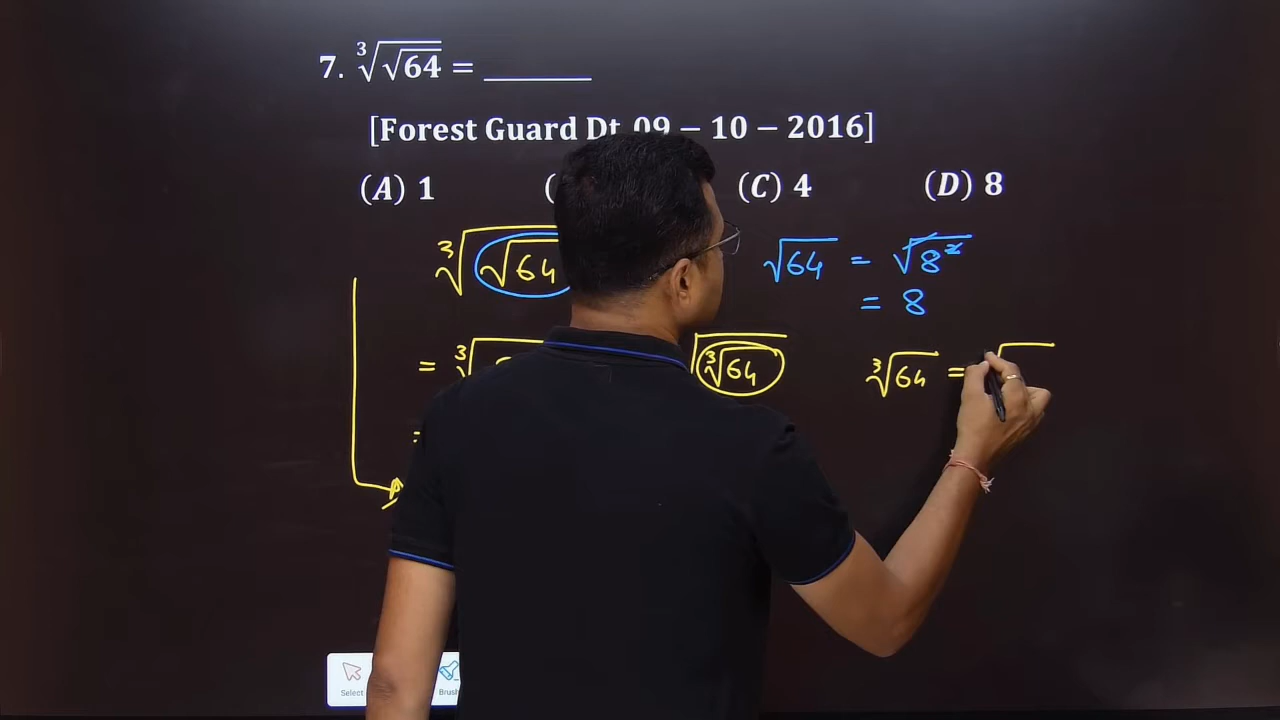 7. ∛√64 = ______
[Forest Guard Dt. 09 – 10 – 2016]
(A) 1 ( (C) 4 (D) 8
∛√64 √64 = √8²
= 8
= ∛ √∛64 ∛64 = √
=
Select Brush